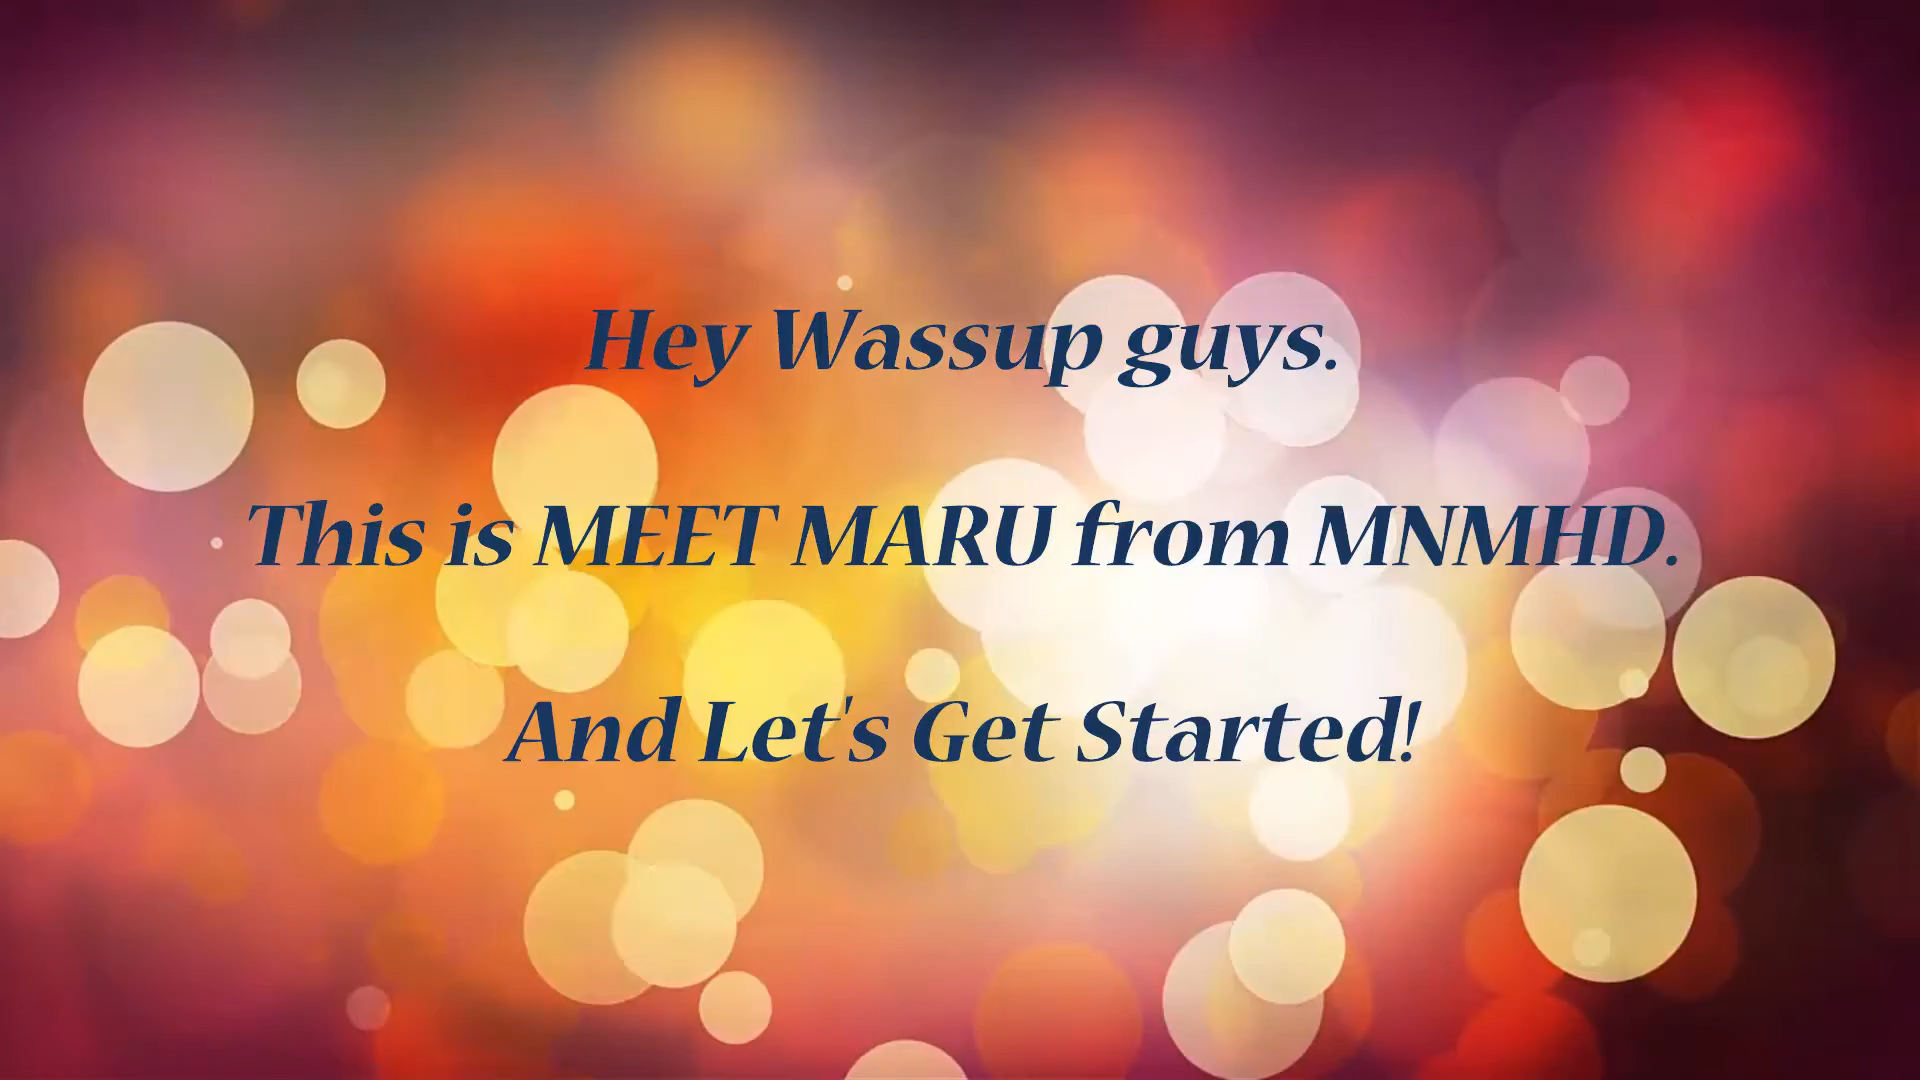 Hey Wassup guys.
This is MEET MARU from MNMHD.
And Let's Get Started!